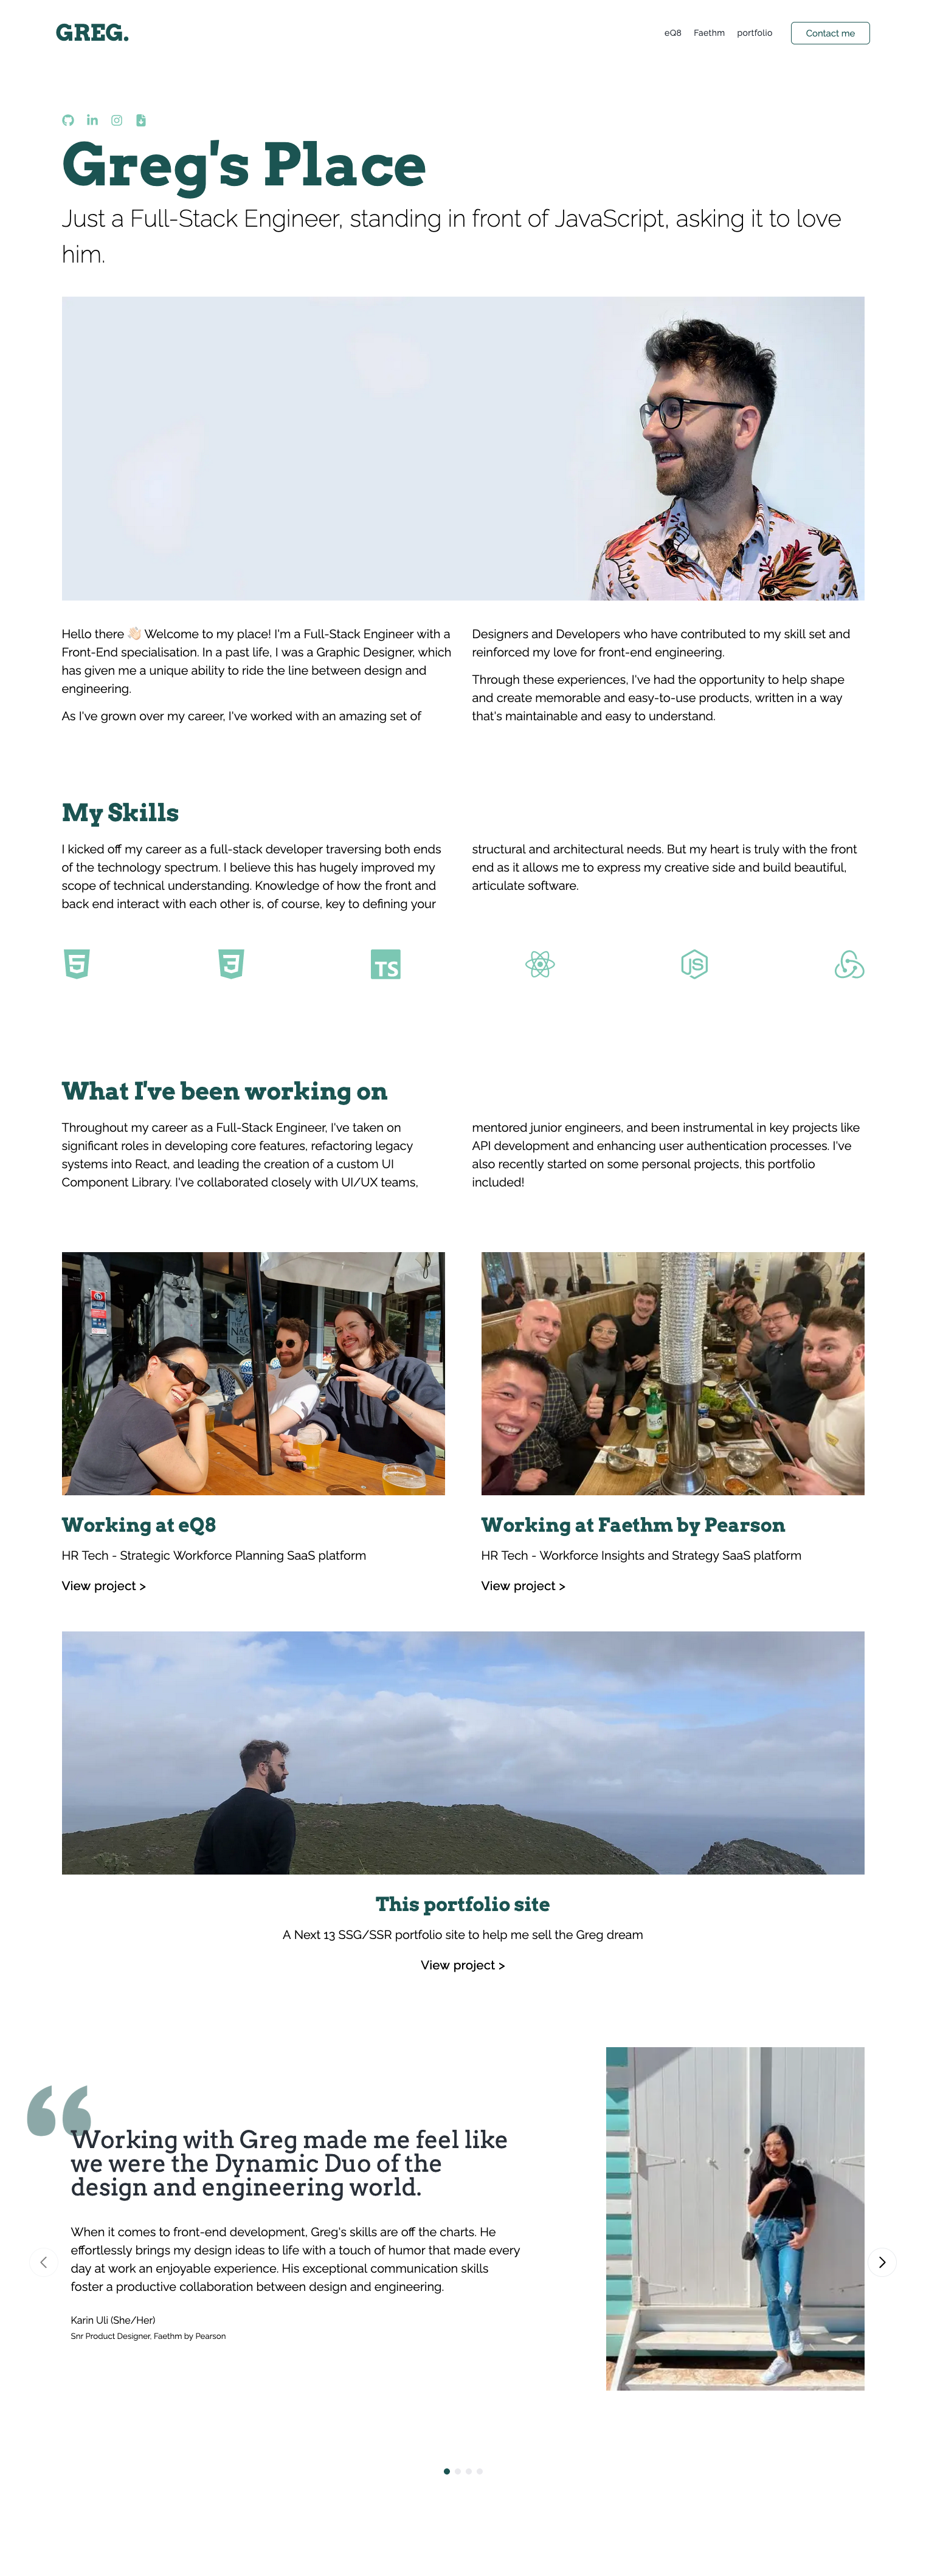 GREG.
eQ8 Faethm portfolio Contact me
Greg's Place
Just a Full-Stack Engineer, standing in front of JavaScript, asking it to love
him.
Hello there 👋🏻 Welcome to my place! I'm a Full-Stack Engineer with a
Front-End specialisation. In a past life, I was a Graphic Designer, which
has given me a unique ability to ride the line between design and
engineering.
As I've grown over my career, I've worked with an amazing set of
Designers and Developers who have contributed to my skill set and
reinforced my love for front-end engineering.
Through these experiences, I've had the opportunity to help shape
and create memorable and easy-to-use products, written in a way
that's maintainable and easy to understand.
My Skills
I kicked off my career as a full-stack developer traversing both ends
of the technology spectrum. I believe this has hugely improved my
scope of technical understanding. Knowledge of how the front and
back end interact with each other is, of course, key to defining your
structural and architectural needs. But my heart is truly with the front
end as it allows me to express my creative side and build beautiful,
articulate software.
5 3 TS JS
What I've been working on
Throughout my career as a Full-Stack Engineer, I've taken on
significant roles in developing core features, refactoring legacy
systems into React, and leading the creation of a custom UI
Component Library. I've collaborated closely with UI/UX teams,
mentored junior engineers, and been instrumental in key projects like
API development and enhancing user authentication processes. I've
also recently started on some personal projects, this portfolio
included!
Working at eQ8
HR Tech - Strategic Workforce Planning SaaS platform
View project >
Working at Faethm by Pearson
HR Tech - Workforce Insights and Strategy SaaS platform
View project >
This portfolio site
A Next 13 SSG/SSR portfolio site to help me sell the Greg dream
View project >
“
Working with Greg made me feel like
we were the Dynamic Duo of the
design and engineering world.
When it comes to front-end development, Greg's skills are off the charts. He
effortlessly brings my design ideas to life with a touch of humor that made every
day at work an enjoyable experience. His exceptional communication skills
foster a productive collaboration between design and engineering.
Karin Uli (She/Her)
Snr Product Designer, Faethm by Pearson